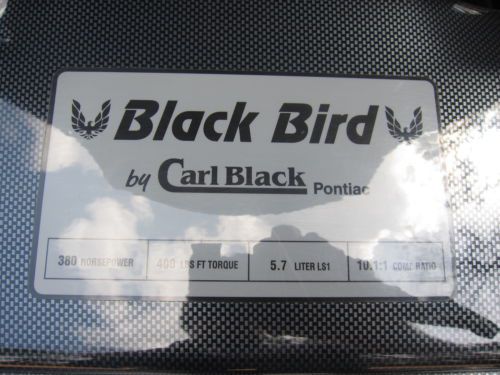 Black Bird
by Carl Black Pontiac
380 HORSEPOWER 400 LBS FT TORQUE 5.7 LITER LS1 10.1:1 COMP. RATIO